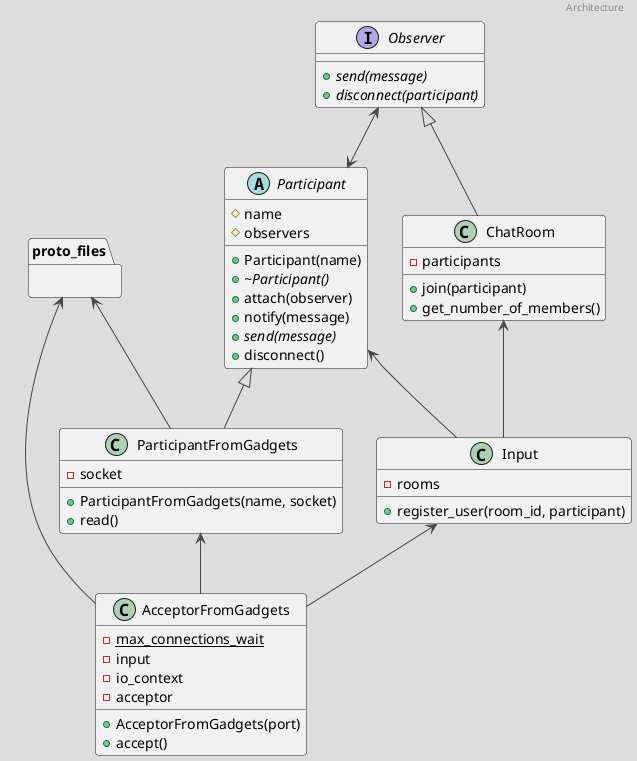 Architecture
I Observer
send(message)
disconnect(participant)
A Participant
name
observers
Participant(name)
~Participant()
attach(observer)
notify(message)
send(message)
disconnect()
C ChatRoom
participants
join(participant)
get_number_of_members()
proto_files
C ParticipantFromGadgets
socket
ParticipantFromGadgets(name, socket)
read()
C Input
rooms
register_user(room_id, participant)
C AcceptorFromGadgets
max_connections_wait
input
io_context
acceptor
AcceptorFromGadgets(port)
accept()